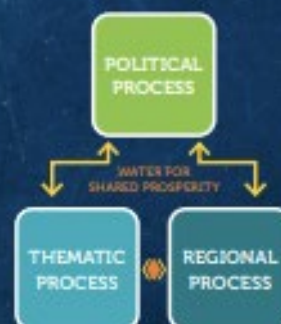 POLITICAL
PROCESS
WATER FOR
SHARED PROSPERITY
THEMATIC
PROCESS
REGIONAL
PROCESS